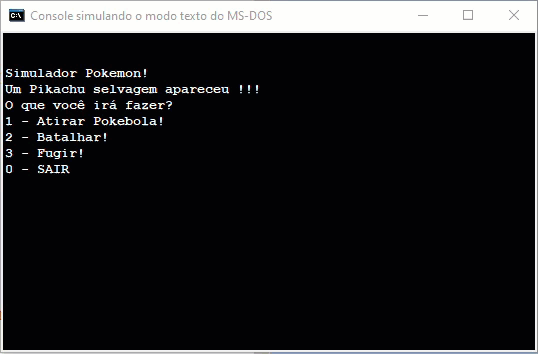 Console simulando o modo texto do MS-DOS
Simulador Pokemon!
Um Pikachu selvagem apareceu !!!
O que você irá fazer?
1 - Atirar Pokebola!
2 - Batalhar!
3 - Fugir!
0 - SAIR